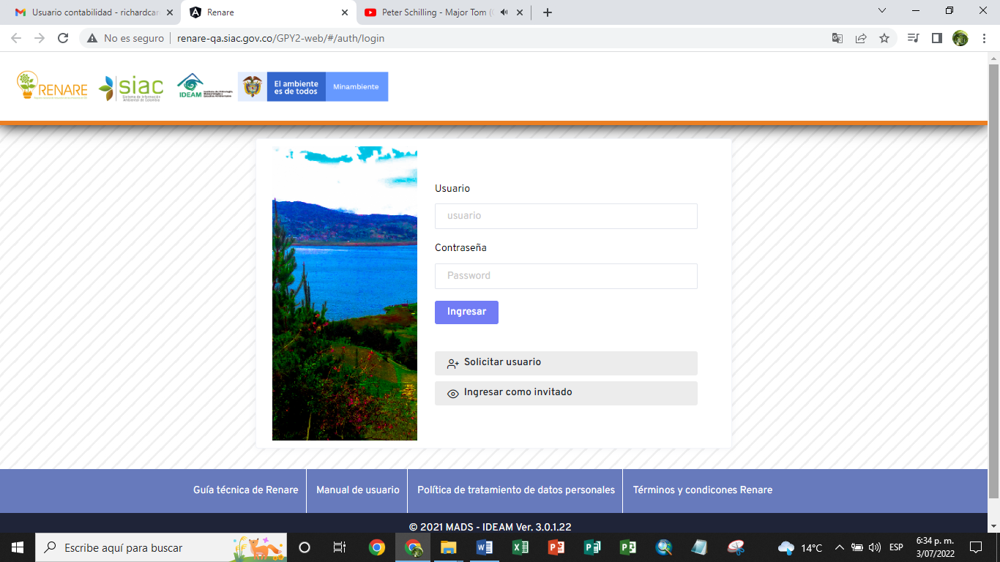 Usuario contabilidad - richardcar
Renare
Peter Schilling - Major Tom (
No es seguro
renare-qa.siac.gov.co/GPY2-web/#/auth/login
RENARE
siac
Sistema de Información
Ambiental de Colombia
IDEAM
El ambiente
es de todos
Minambiente
Usuario
usuario
Contraseña
Password
Ingresar
Solicitar usuario
Ingresar como invitado
Guía técnica de Renare
Manual de usuario
Política de tratamiento de datos personales
Términos y condicones Renare
© 2021 MADS - IDEAM Ver. 3.0.1.22
Escribe aquí para buscar
14°C
ESP
6:34 p. m.
3/07/2022